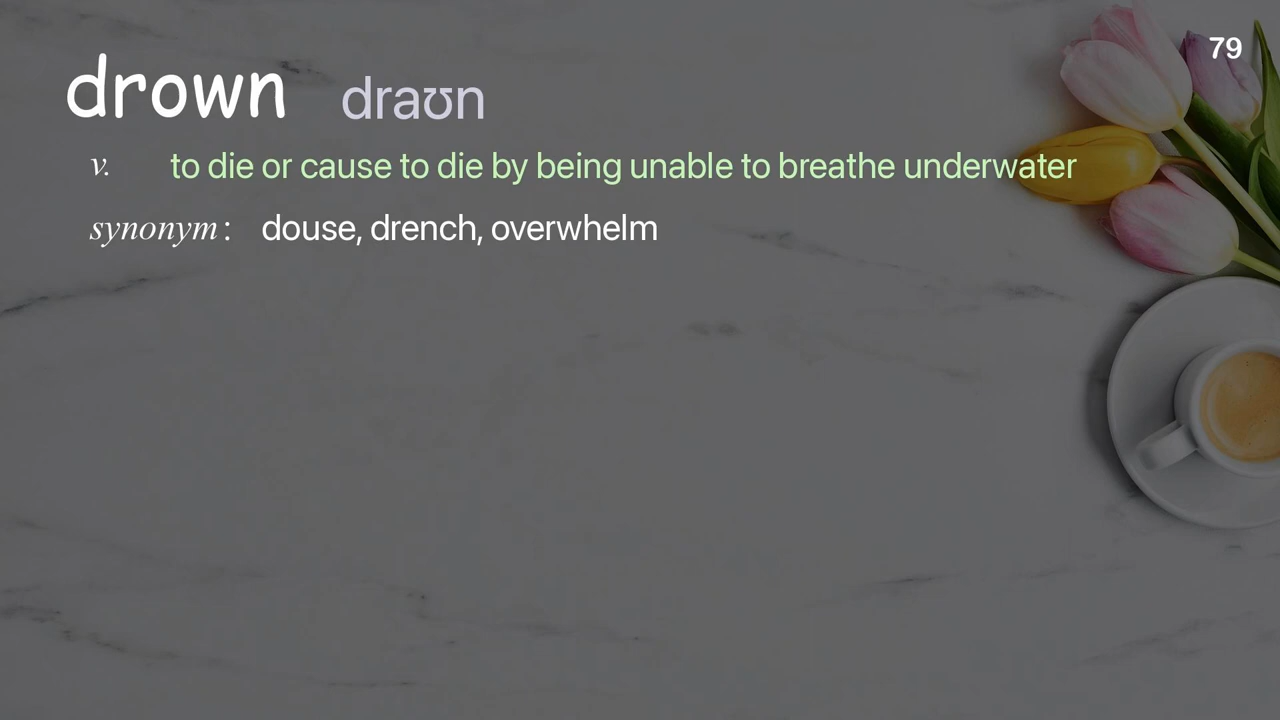 79
drown draʊn
v. to die or cause to die by being unable to breathe underwater
synonym : douse, drench, overwhelm